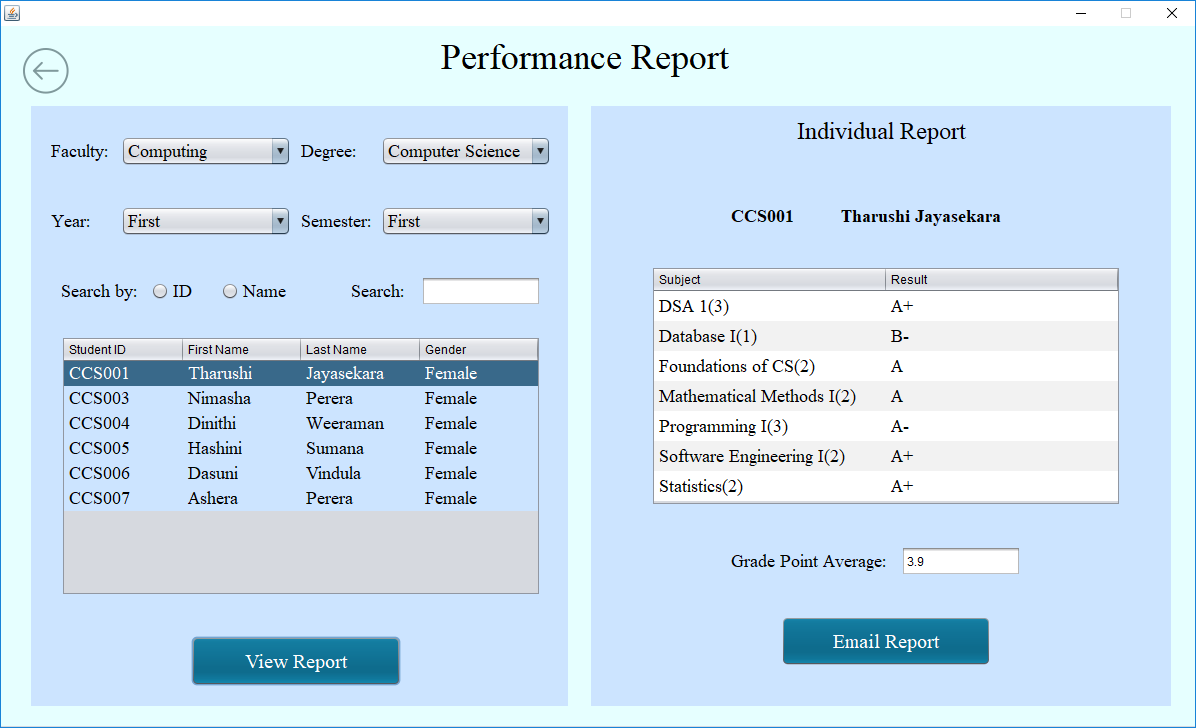 Performance Report
Faculty: Computing Degree: Computer Science
Year: First Semester: First
Search by: ID Name Search:
Student ID First Name Last Name Gender
CCS001 Tharushi Jayasekara Female
CCS003 Nimasha Perera Female
CCS004 Dinithi Weeraman Female
CCS005 Hashini Sumana Female
CCS006 Dasuni Vindula Female
CCS007 Ashera Perera Female
View Report
Individual Report
CCS001 Tharushi Jayasekara
Subject Result
DSA 1(3) A+
Database I(1) B-
Foundations of CS(2) A
Mathematical Methods I(2) A
Programming I(3) A-
Software Engineering I(2) A+
Statistics(2) A+
Grade Point Average: 3.9
Email Report